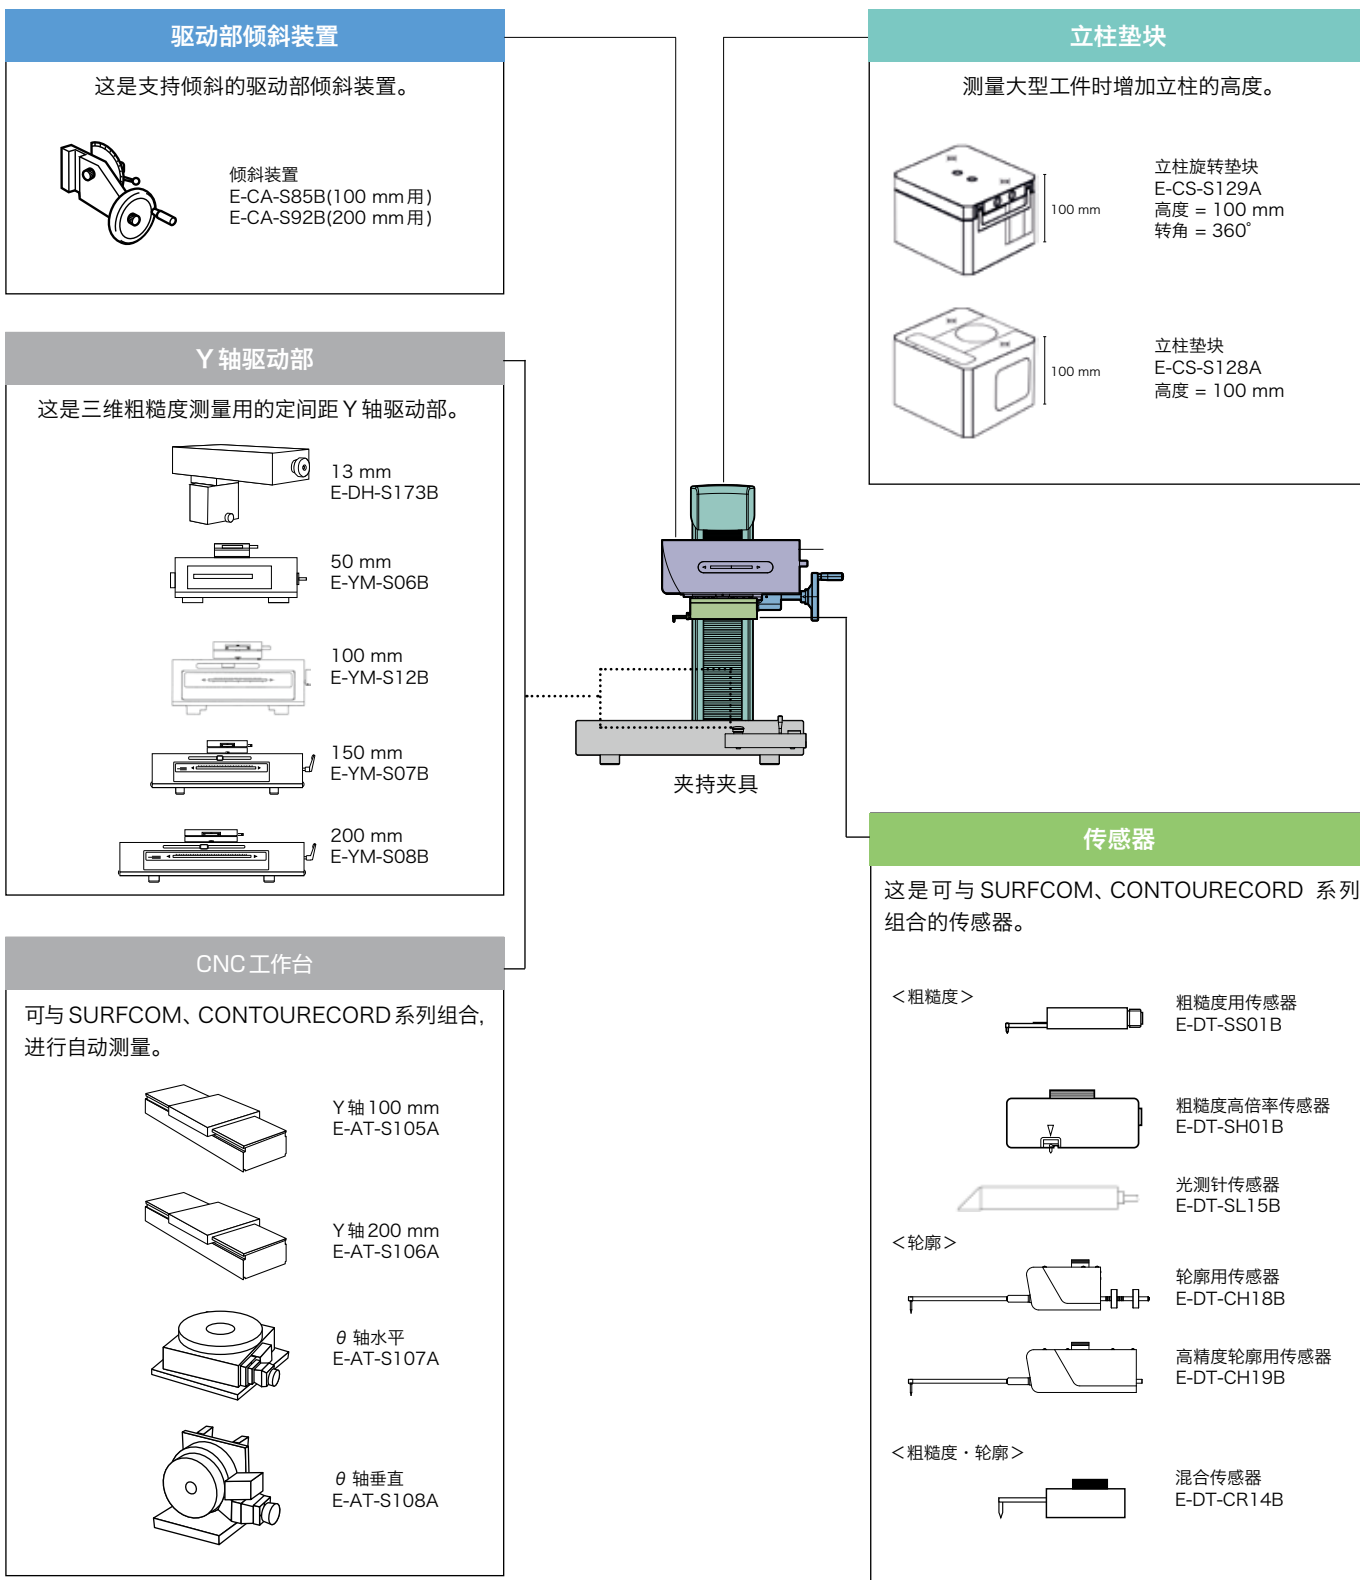 驱动部倾斜装置
这是支持倾斜的驱动部倾斜装置。
倾斜装置
E-CA-S85B(100 mm用)
E-CA-S92B(200 mm用)
立柱垫块
测量大型工件时增加立柱的高度。
100 mm
立柱旋转垫块
E-CS-S129A
高度 = 100 mm
转角 = 360°
100 mm
立柱垫块
E-CS-S128A
高度 = 100 mm
Y 轴驱动部
这是三维粗糙度测量用的定间距 Y 轴驱动部。
13 mm
E-DH-S173B
50 mm
E-YM-S06B
100 mm
E-YM-S12B
150 mm
E-YM-S07B
200 mm
E-YM-S08B
夹持夹具
CNC 工作台
可与 SURFCOM、CONTOURECORD 系列组合,
进行自动测量。
Y 轴 100 mm
E-AT-S105A
Y 轴 200 mm
E-AT-S106A
θ 轴水平
E-AT-S107A
θ 轴垂直
E-AT-S108A
传感器
这是可与 SURFCOM、CONTOURECORD 系列
组合的传感器。
＜粗糙度＞
粗糙度用传感器
E-DT-SS01B
粗糙度高倍率传感器
E-DT-SH01B
光测针传感器
E-DT-SL15B
＜轮廓＞
轮廓用传感器
E-DT-CH18B
高精度轮廓用传感器
E-DT-CH19B
＜粗糙度・轮廓＞
混合传感器
E-DT-CR14B